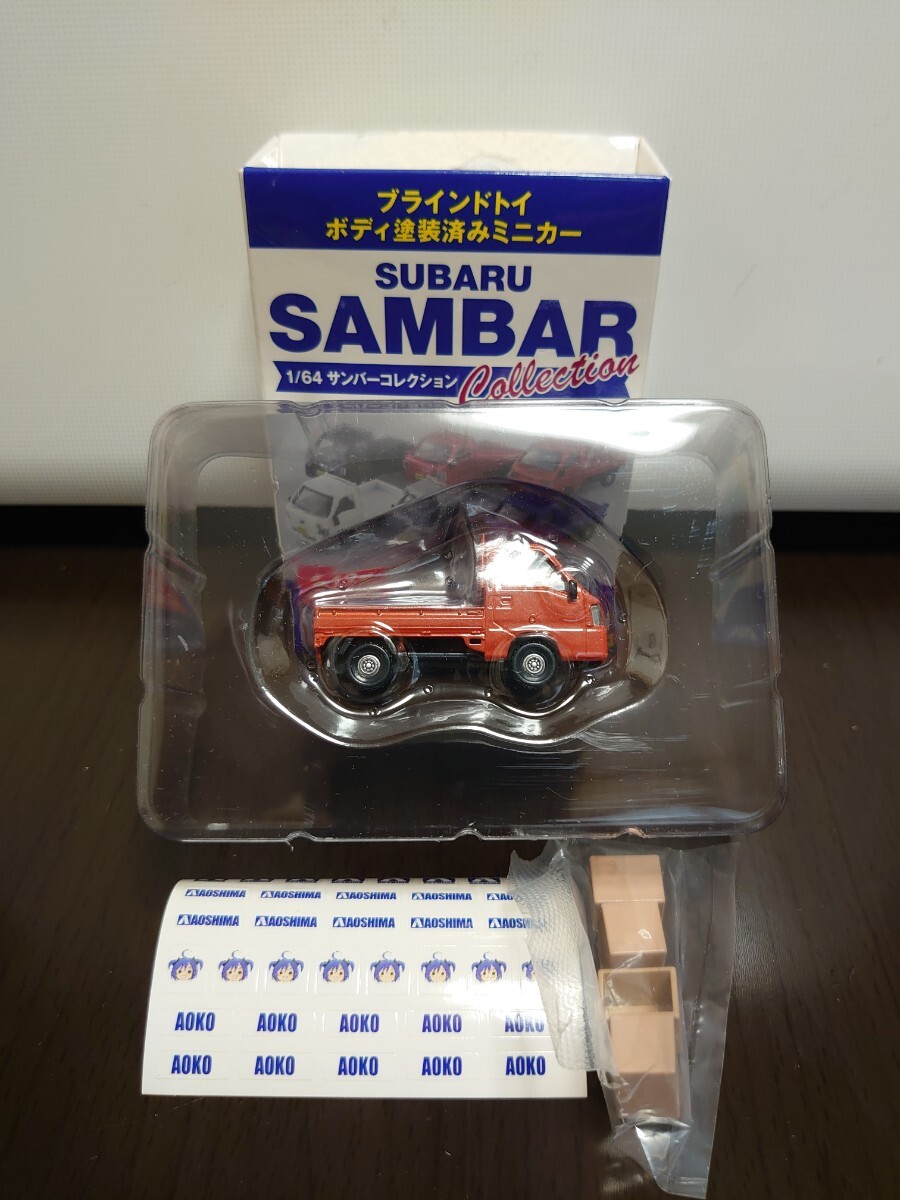 ブラインドトイ
ボディ塗装済みミニカー
SUBARU
SAMBAR
1/64 サンバーコレクション Collection
AOSHIMA AOSHIMA AOSHIMA AOSHIMA
AOSHIMA AOSHIMA AOSHIMA AOSHIMA AOSHIMA
AOKO AOKO AOKO AOKO AOKO
AOKO AOKO AOKO AOKO AOKO